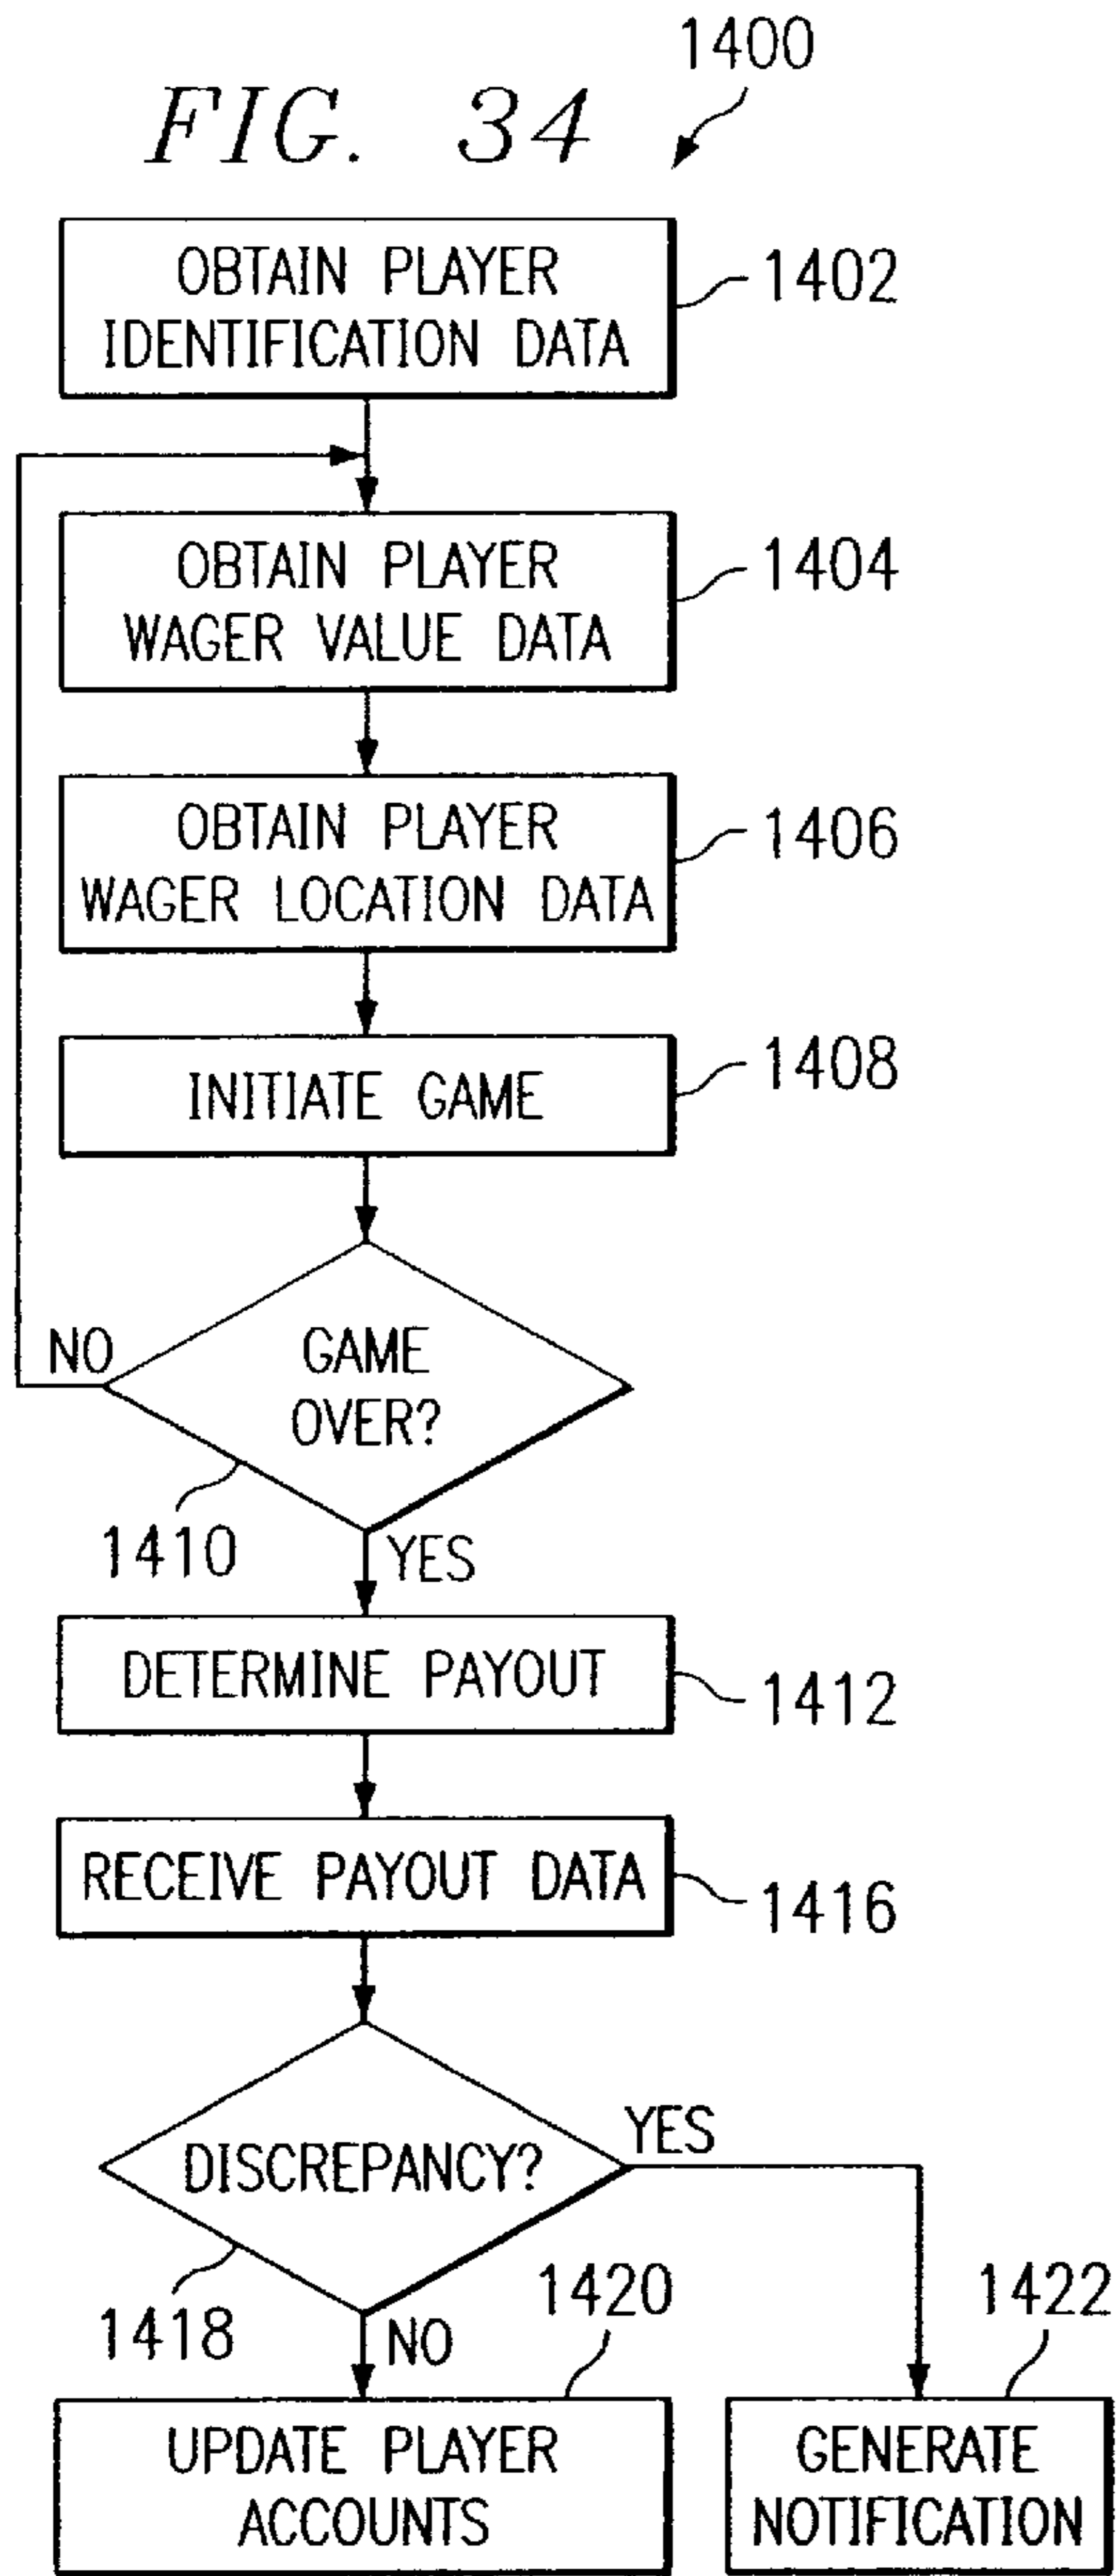 1400
FIG. 34
OBTAIN PLAYER
IDENTIFICATION DATA
1402
OBTAIN PLAYER
WAGER VALUE DATA
1404
OBTAIN PLAYER
WAGER LOCATION DATA
1406
INITIATE GAME
1408
NO
GAME
OVER?
1410
YES
DETERMINE PAYOUT
1412
RECEIVE PAYOUT DATA
1416
DISCREPANCY?
YES
1418
NO
1420
1422
UPDATE PLAYER
ACCOUNTS
GENERATE
NOTIFICATION